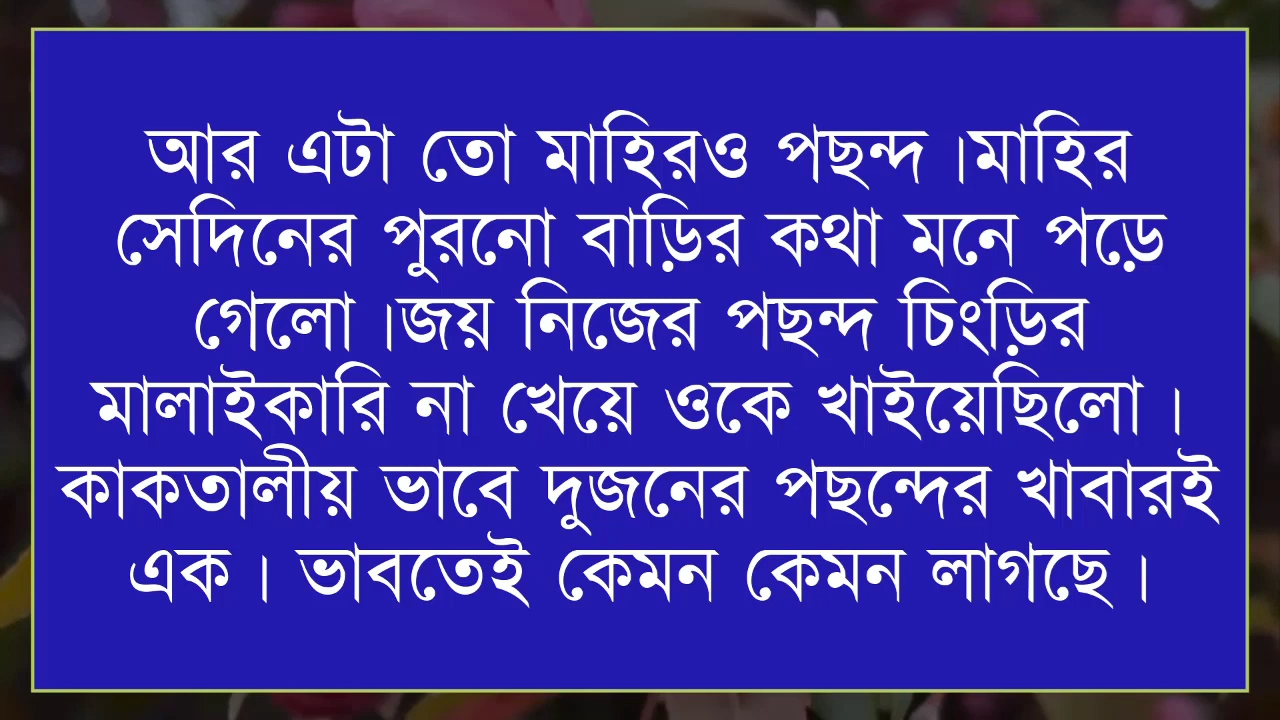 আর এটা তো মাহিরও পছন্দ ।মাহির
সেদিনের পুরনো বাড়ির কথা মনে পড়ে
গেলো ।জয় নিজের পছন্দ চিংড়ির
মালাইকারি না খেয়ে ওকে খাইয়েছিলো ।
কাকতালীয় ভাবে দুজনের পছন্দের খাবারই
এক । ভাবতেই কেমন কেমন লাগছে ।